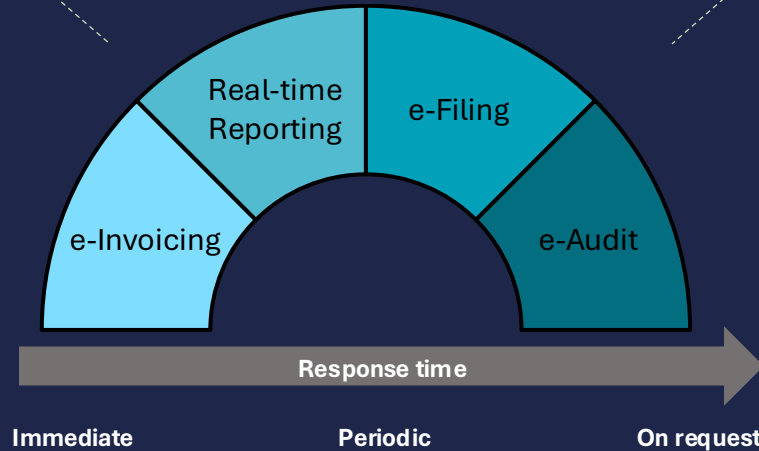 Real-time
Reporting
e-Filing
e-Invoicing
e-Audit
Response time
Immediate
Periodic
On request